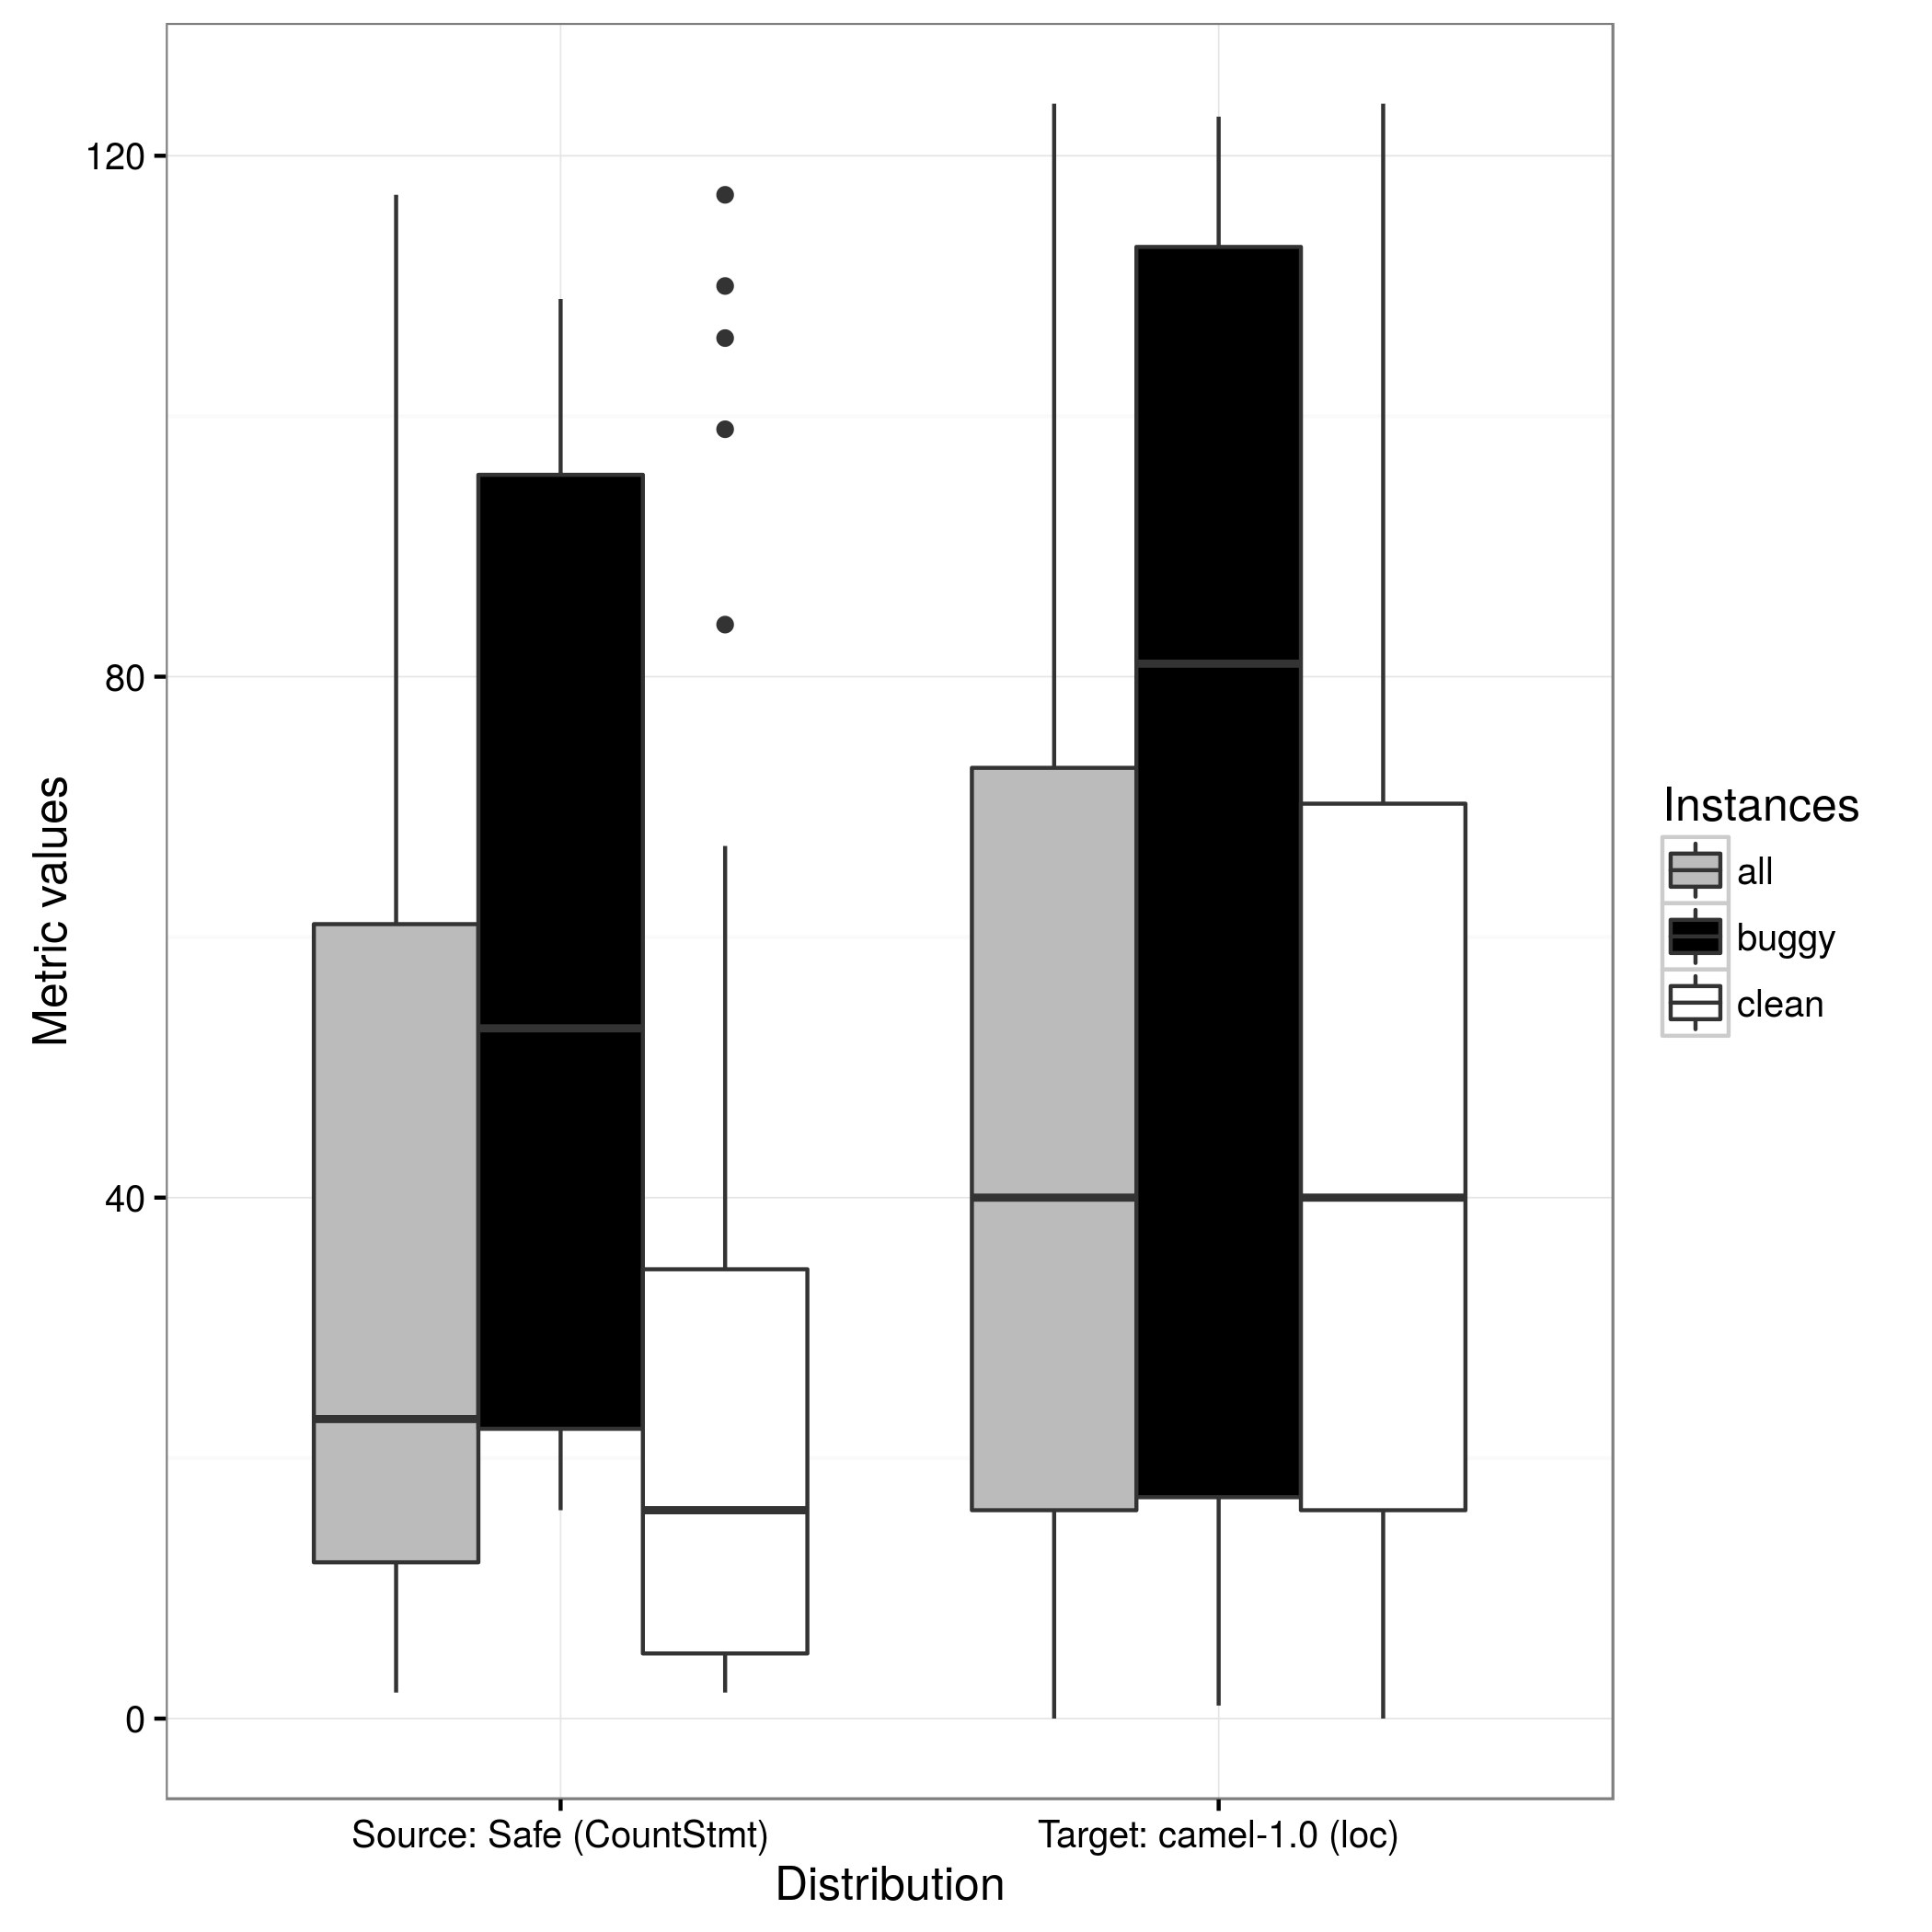 Metric values
120
80
40
0
Source: Safe (CountStmt)
Target: camel-1.0 (loc)
Distribution
Instances
all
buggy
clean